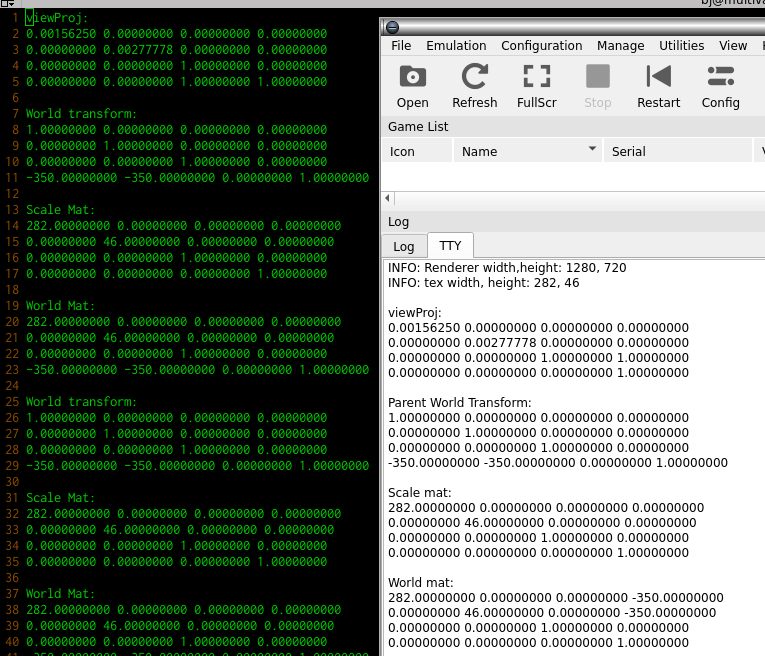 1 viewProj:
2 0.00156250 0.00000000 0.00000000 0.00000000
3 0.00000000 0.00277778 0.00000000 0.00000000
4 0.00000000 0.00000000 1.00000000 0.00000000
5 0.00000000 0.00000000 1.00000000 1.00000000
6
7 World transform:
8 1.00000000 0.00000000 0.00000000 0.00000000
9 0.00000000 1.00000000 0.00000000 0.00000000
10 0.00000000 0.00000000 1.00000000 0.00000000
11 -350.00000000 -350.00000000 0.00000000 1.00000000
12
13 Scale Mat:
14 282.00000000 0.00000000 0.00000000 0.00000000
15 0.00000000 46.00000000 0.00000000 0.00000000
16 0.00000000 0.00000000 1.00000000 0.00000000
17 0.00000000 0.00000000 0.00000000 1.00000000
18
19 World Mat:
20 282.00000000 0.00000000 0.00000000 0.00000000
21 0.00000000 46.00000000 0.00000000 0.00000000
22 0.00000000 0.00000000 1.00000000 0.00000000
23 -350.00000000 -350.00000000 0.00000000 1.00000000
24
25 World transform:
26 1.00000000 0.00000000 0.00000000 0.00000000
27 0.00000000 1.00000000 0.00000000 0.00000000
28 0.00000000 0.00000000 1.00000000 0.00000000
29 -350.00000000 -350.00000000 0.00000000 1.00000000
30
31 Scale Mat:
32 282.00000000 0.00000000 0.00000000 0.00000000
33 0.00000000 46.00000000 0.00000000 0.00000000
34 0.00000000 0.00000000 1.00000000 0.00000000
35 0.00000000 0.00000000 0.00000000 1.00000000
36
37 World Mat:
38 282.00000000 0.00000000 0.00000000 0.00000000
39 0.00000000 46.00000000 0.00000000 0.00000000
40 0.00000000 0.00000000 1.00000000 0.00000000
File Emulation Configuration Manage Utilities View
Open Refresh FullScr Stop Restart Config
Game List
Icon Name Serial
Log
Log TTY
INFO: Renderer width,height: 1280, 720
INFO: tex width, height: 282, 46
viewProj:
0.00156250 0.00000000 0.00000000 0.00000000
0.00000000 0.00277778 0.00000000 0.00000000
0.00000000 0.00000000 1.00000000 1.00000000
0.00000000 0.00000000 0.00000000 1.00000000
Parent World Transform:
1.00000000 0.00000000 0.00000000 0.00000000
0.00000000 1.00000000 0.00000000 0.00000000
0.00000000 0.00000000 1.00000000 0.00000000
-350.00000000 -350.00000000 0.00000000 1.00000000
Scale mat:
282.00000000 0.00000000 0.00000000 0.00000000
0.00000000 46.00000000 0.00000000 0.00000000
0.00000000 0.00000000 1.00000000 0.00000000
0.00000000 0.00000000 0.00000000 1.00000000
World mat:
282.00000000 0.00000000 0.00000000 -350.00000000
0.00000000 46.00000000 0.00000000 -350.00000000
0.00000000 0.00000000 1.00000000 0.00000000
0.00000000 0.00000000 0.00000000 1.00000000